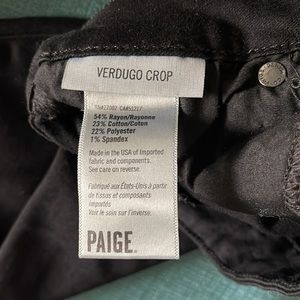 VERDUGO CROP
CA#51217
54% Rayon/Rayonne
23% Cotton/Coton
22% Polyester
1% Spandex
Made in the USA of Imported
fabric and components.
See care on reverse.
Fabriqué aux États-Unis à partir
de tissus et composants
importés
Voir le soin sur l'inverse.
PAIGE